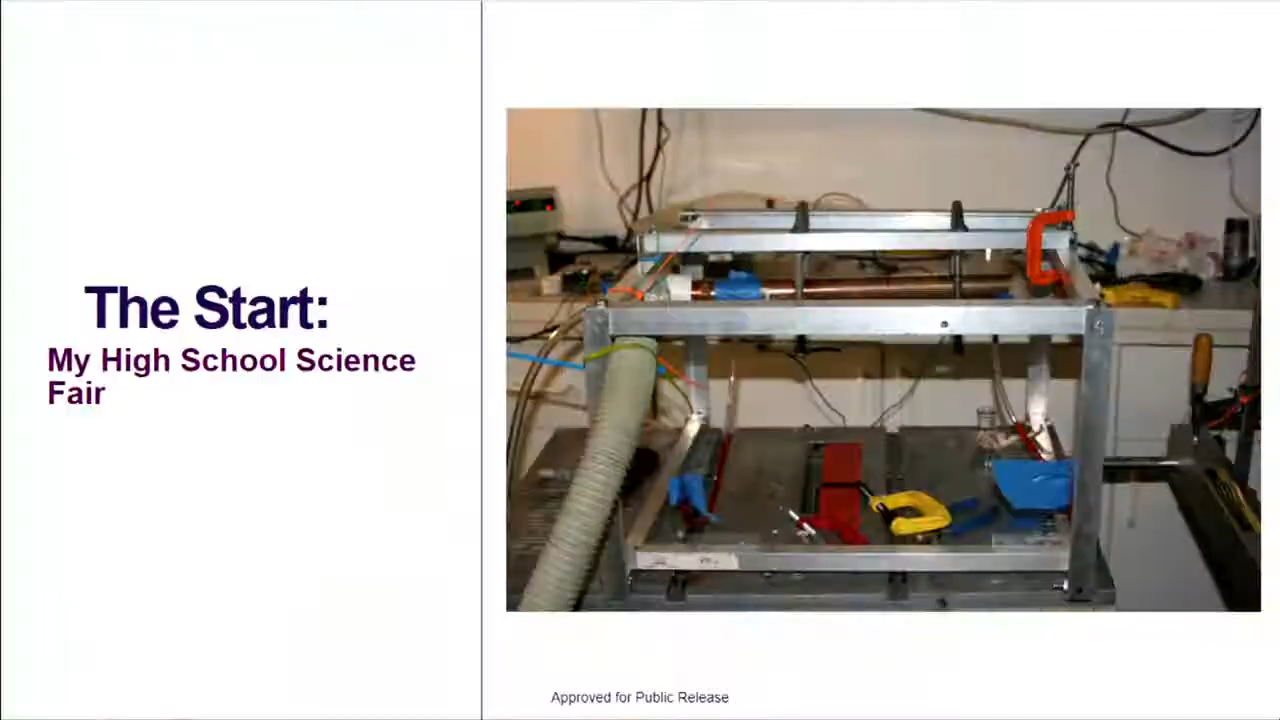 The Start:
My High School Science
Fair
Approved for Public Release